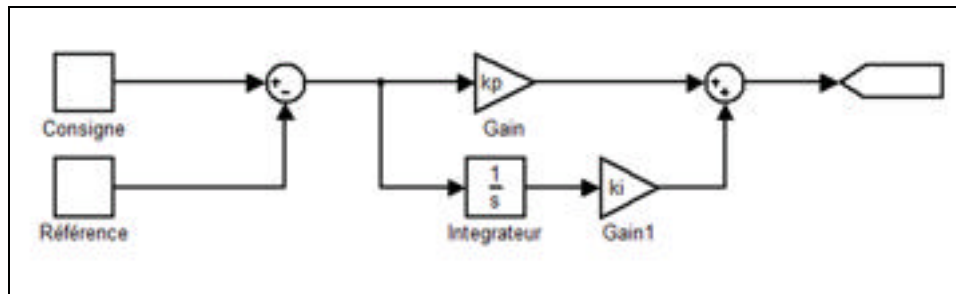 +
-
kp
+
+
Consigne
Gain
1
s
ki
Référence
Integrateur
Gain1